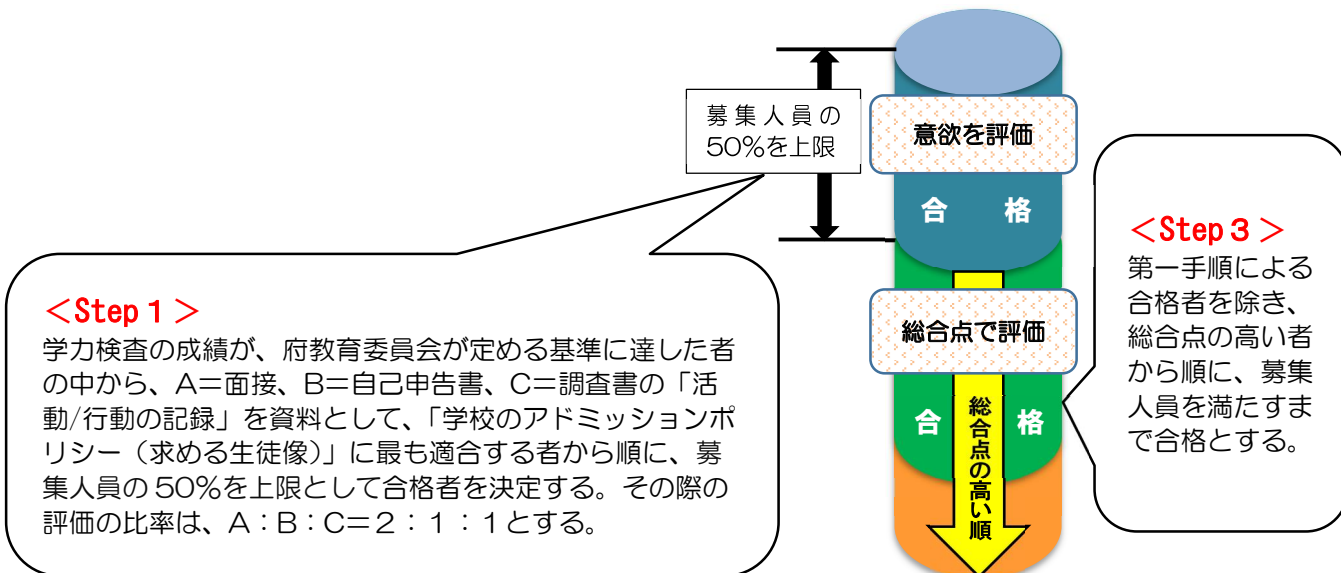 募集人員の
50%を上限
意欲を評価
合 格
＜Step１＞
学力検査の成績が、府教育委員会が定める基準に達した者
の中から、A＝面接、B＝自己申告書、C＝調査書の「活
動/行動の記録」を資料として、「学校のアドミッションポ
リシー（求める生徒像）」に最も適合する者から順に、募
集人員の 50％を上限として合格者を決定する。その際の
評価の比率は、A：B：C＝２：１：１とする。
総合点で評価
合 格
総合点の高い順
＜Step３＞
第一手順による
合格者を除き、
総合点の高い者
から順に、募集
人員を満たすま
で合格とする。